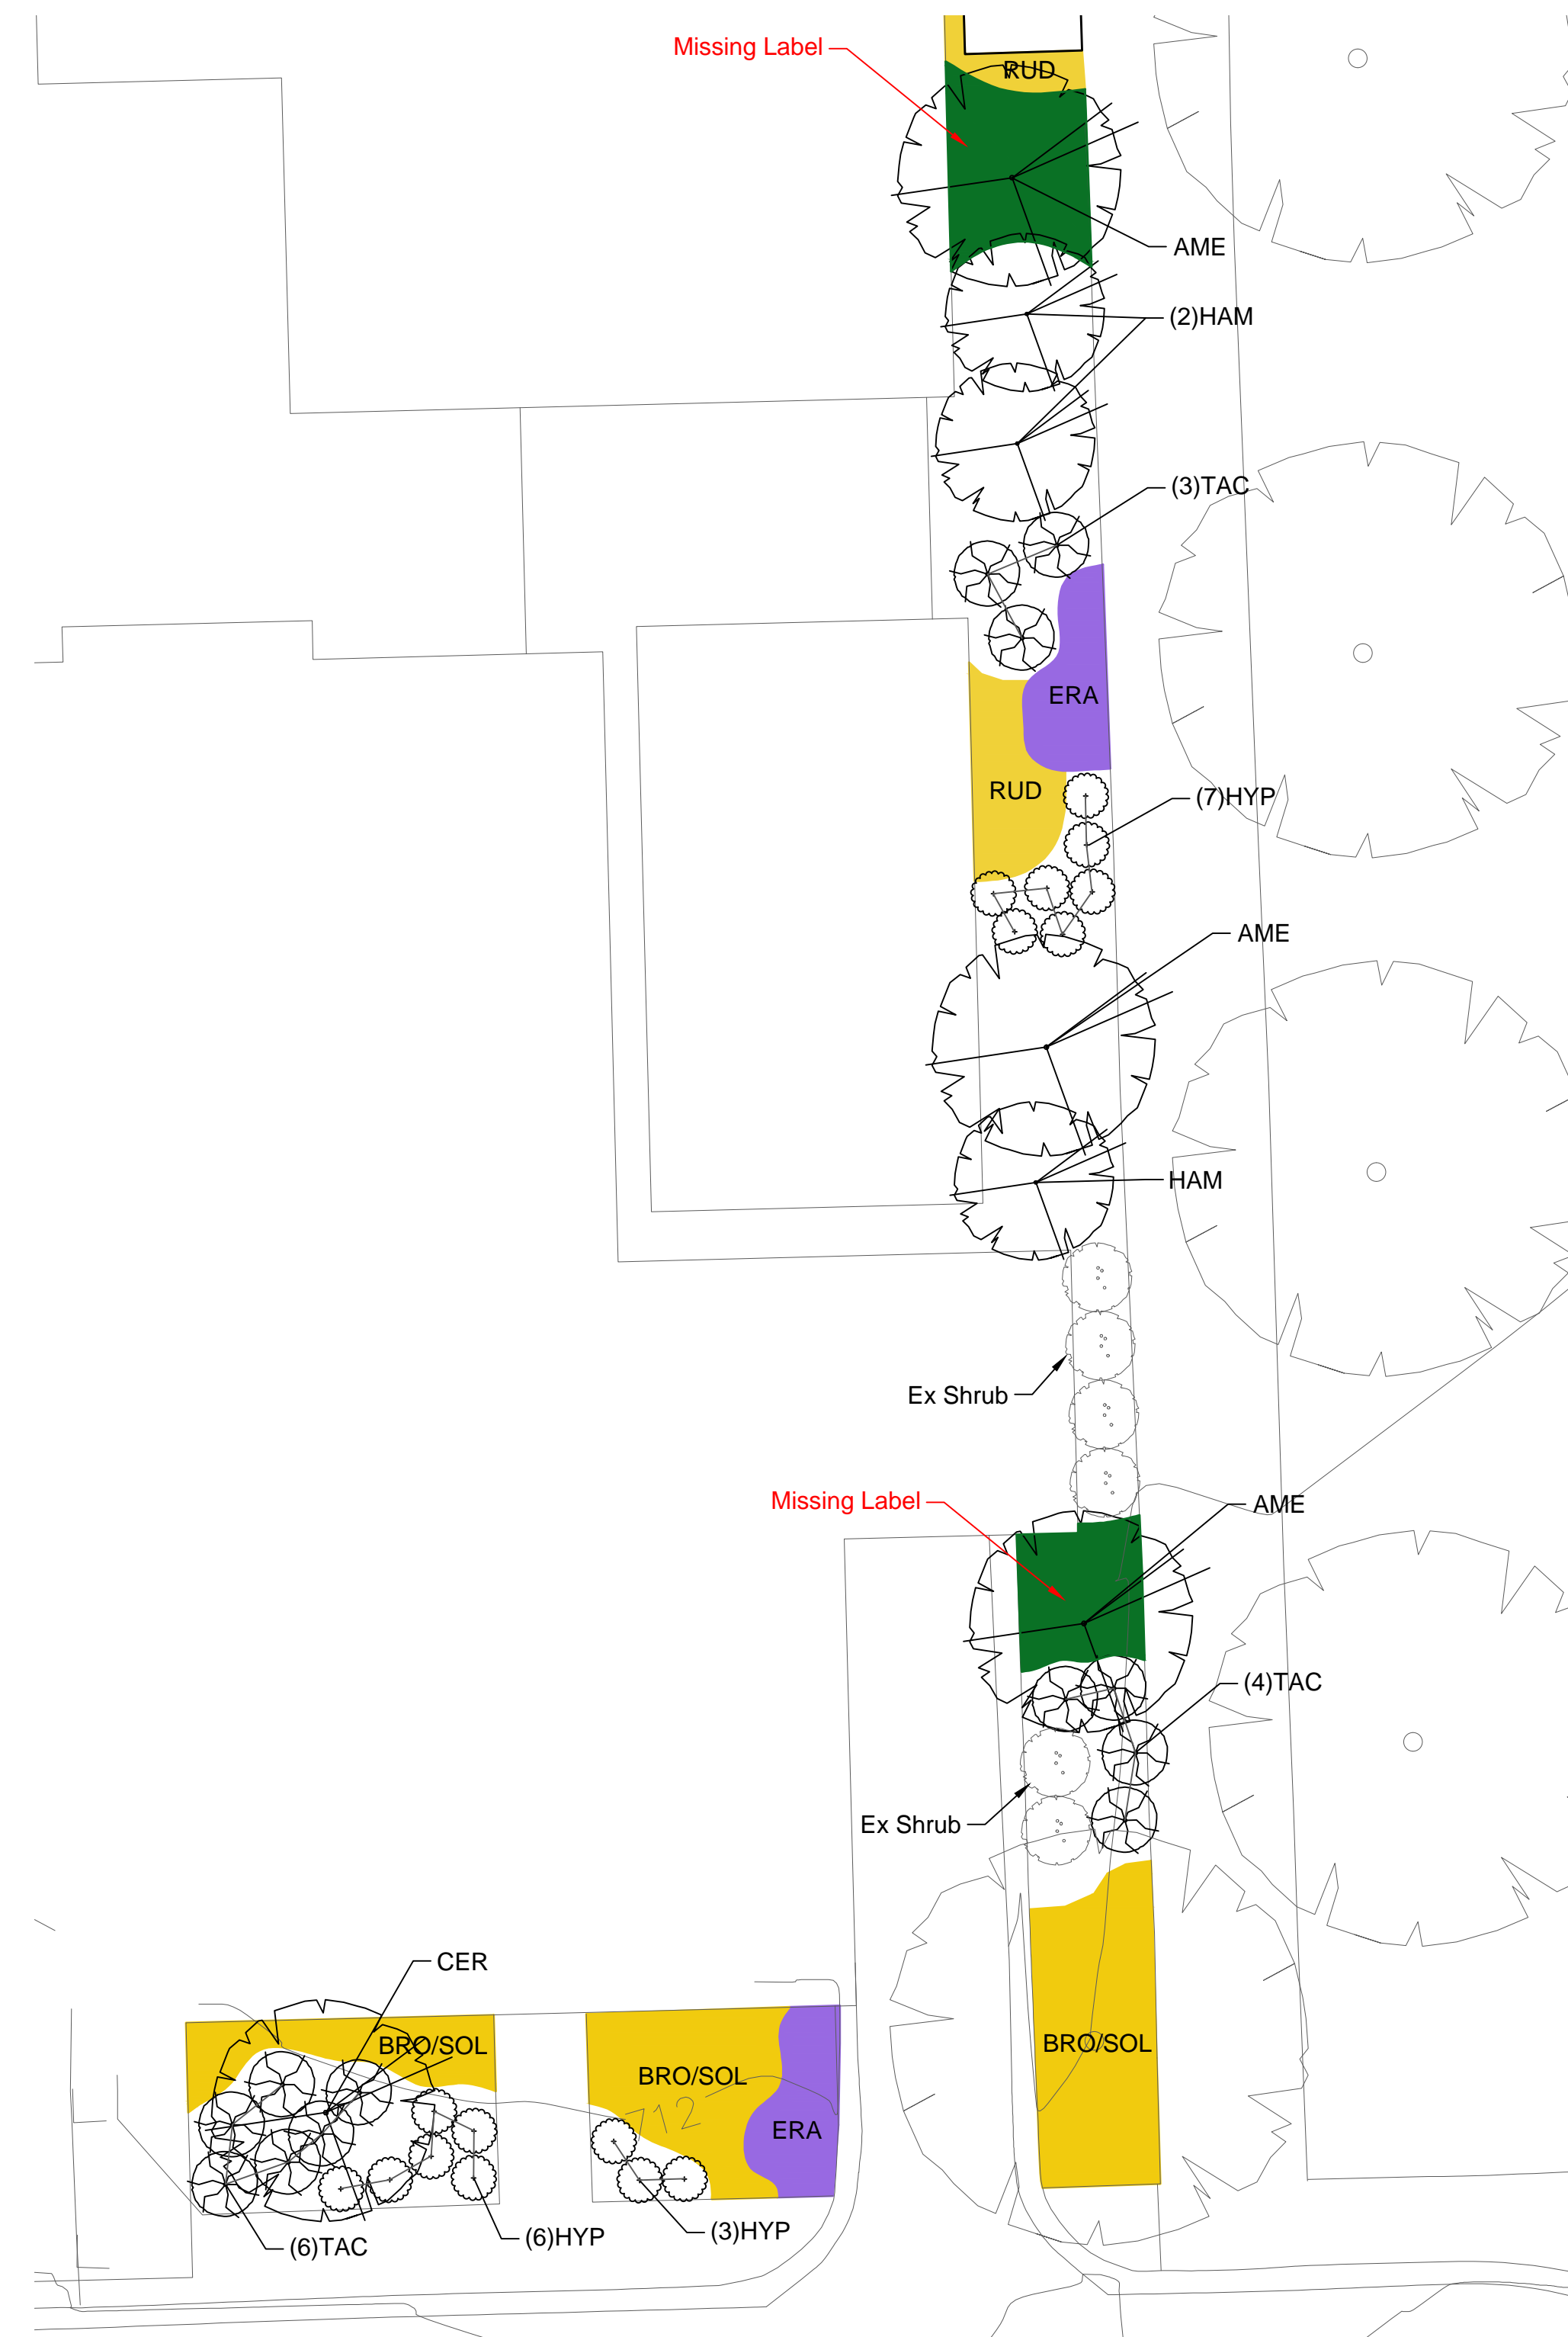 Missing Label
RUD
AME
(2)HAM
(3)TAC
ERA
RUD
(7)HYP
AME
HAM
Ex Shrub
Missing Label
AME
(4)TAC
Ex Shrub
CER
BRO/SOL
BRO/SOL
BRO/SOL
712
ERA
(6)TAC
(6)HYP
(3)HYP